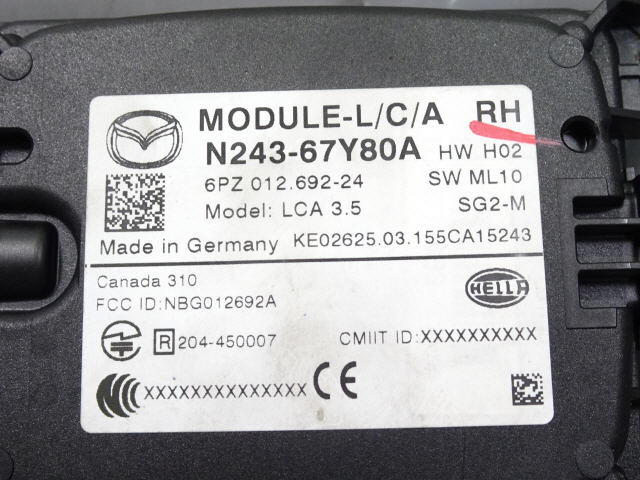 MODULE-L/C/A RH
N243-67Y80A HW H02
6PZ 012.692-24 SW ML10
Model: LCA 3.5 SG2-M
Made in Germany KE02625.03.155CA15243
Canada 310
FCC ID:NBG012692A
HELLA
R 204-450007 CMIIT ID:XXXXXXXXXX
XXXXXXXXXXXXXX CE